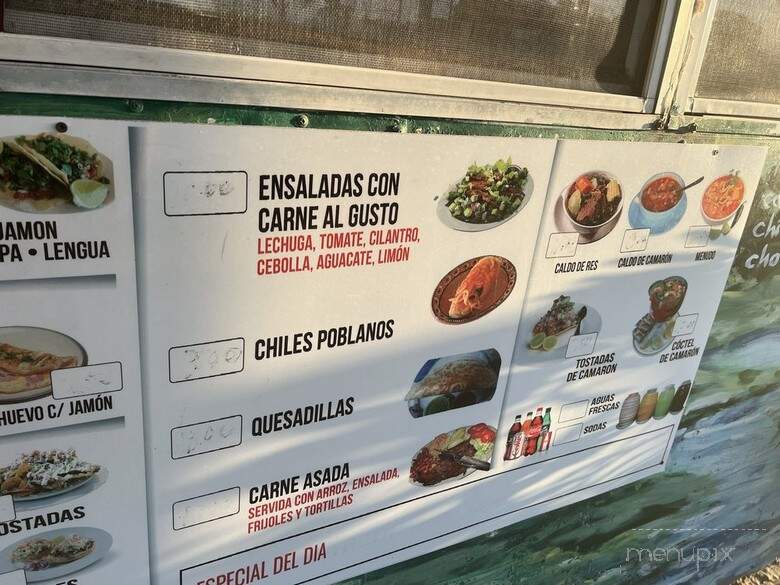 JAMON
PA • LENGUA
HUEVO C/ JAMÓN
OSTADAS
ES
ENSALADAS CON
CARNE AL GUSTO
LECHUGA, TOMATE, CILANTRO,
CEBOLLA, AGUACATE, LIMÓN
CHILES POBLANOS
QUESADILLAS
CARNE ASADA
SERVIDA CON ARROZ, ENSALADA,
FRIJOLES Y TORTILLAS
ESPECIAL DEL DIA
CALDO DE RES
CALDO DE CAMARÓN
MENUDO
TOSTADAS
DE CAMARÓN
CÓCTEL
DE CAMARÓN
AGUAS
FRESCAS
SODAS
menupix